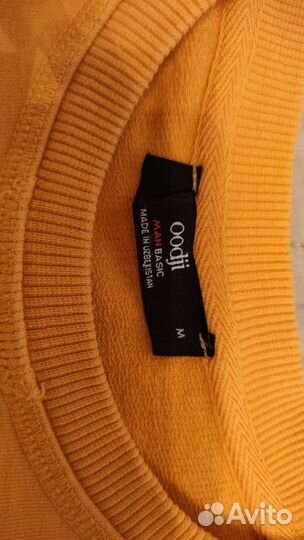 oodji
MAN BASIC
MADE IN UZBEKISTAN
M
Avito